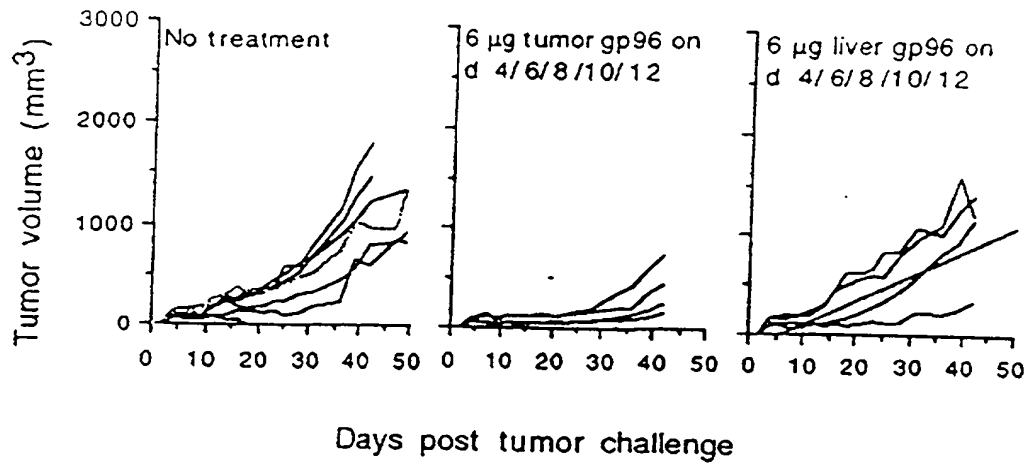 3000
2000
1000
0
Tumor volume (mm³)
No treatment
0 10 20 30 40 50
6 µg tumor gp96 on
d 4/6/8/10/12
0 10 20 30 40 50
6 µg liver gp96 on
d 4/6/8/10/12
0 10 20 30 40 50
Days post tumor challenge